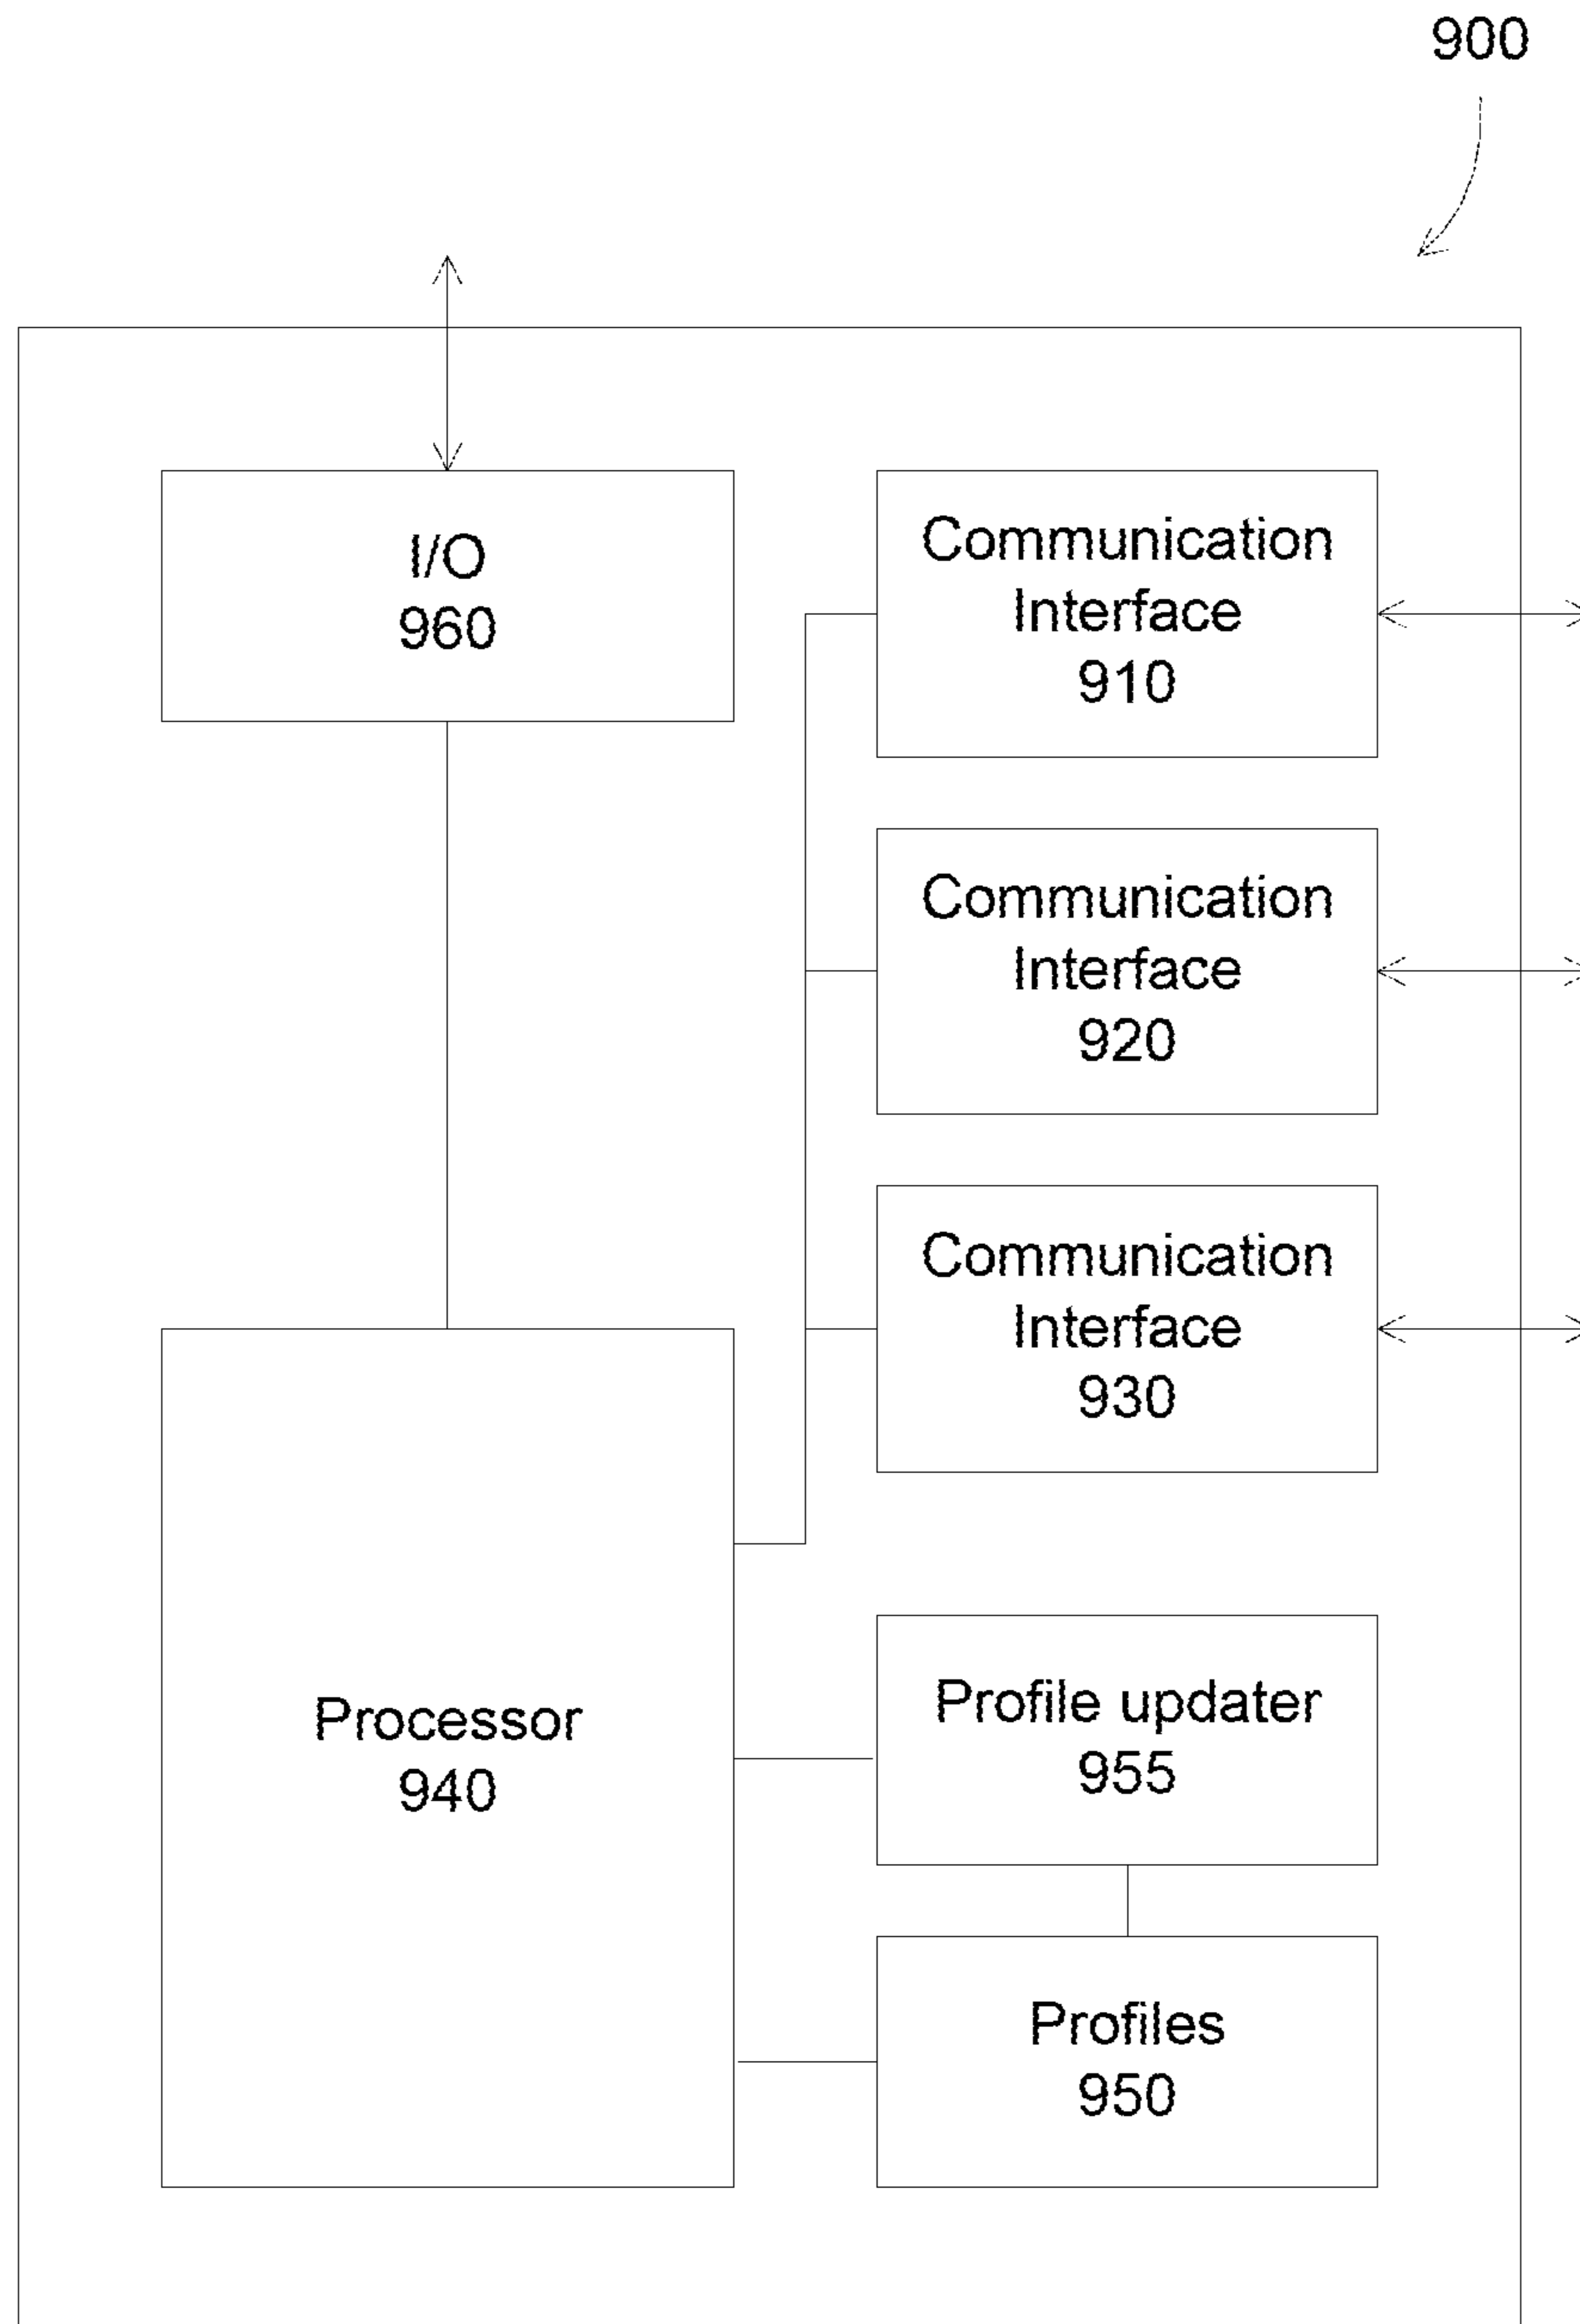 900
I/O
960
Communication
Interface
910
Communication
Interface
920
Communication
Interface
930
Processor
940
Profile updater
955
Profiles
950